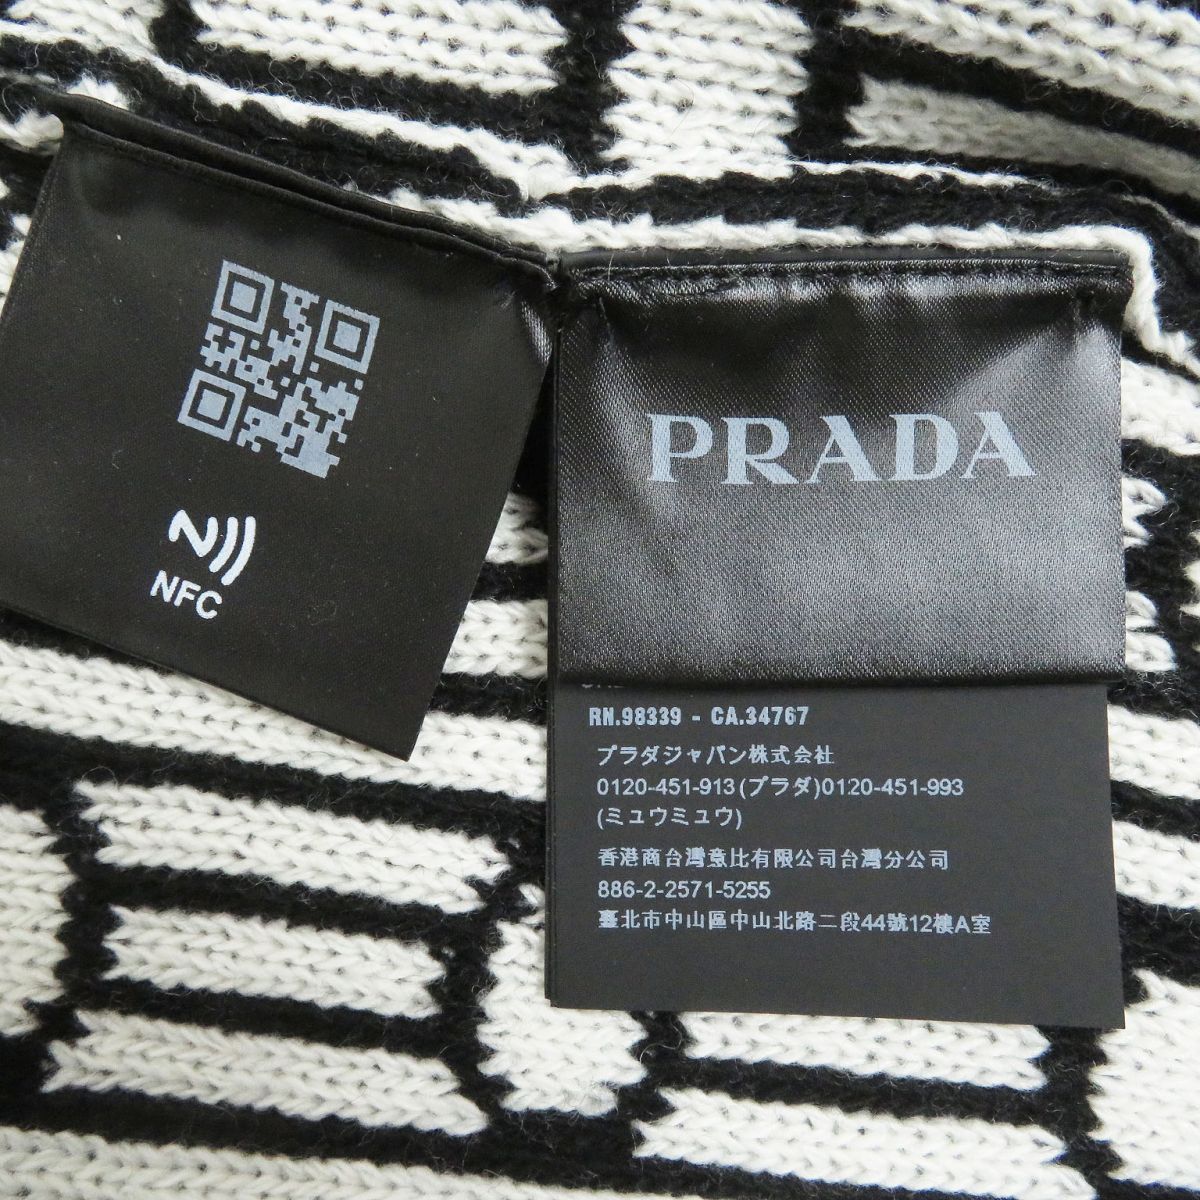 NFC
PRADA
RN.98339 - CA.34767
プラダジャパン株式会社
0120-451-913(プラダ)0120-451-993
(ミュウミュウ)
香港商台灣意比有限公司台灣分公司
886-2-2571-5255
臺北市中山區中山北路二段44號12樓A室